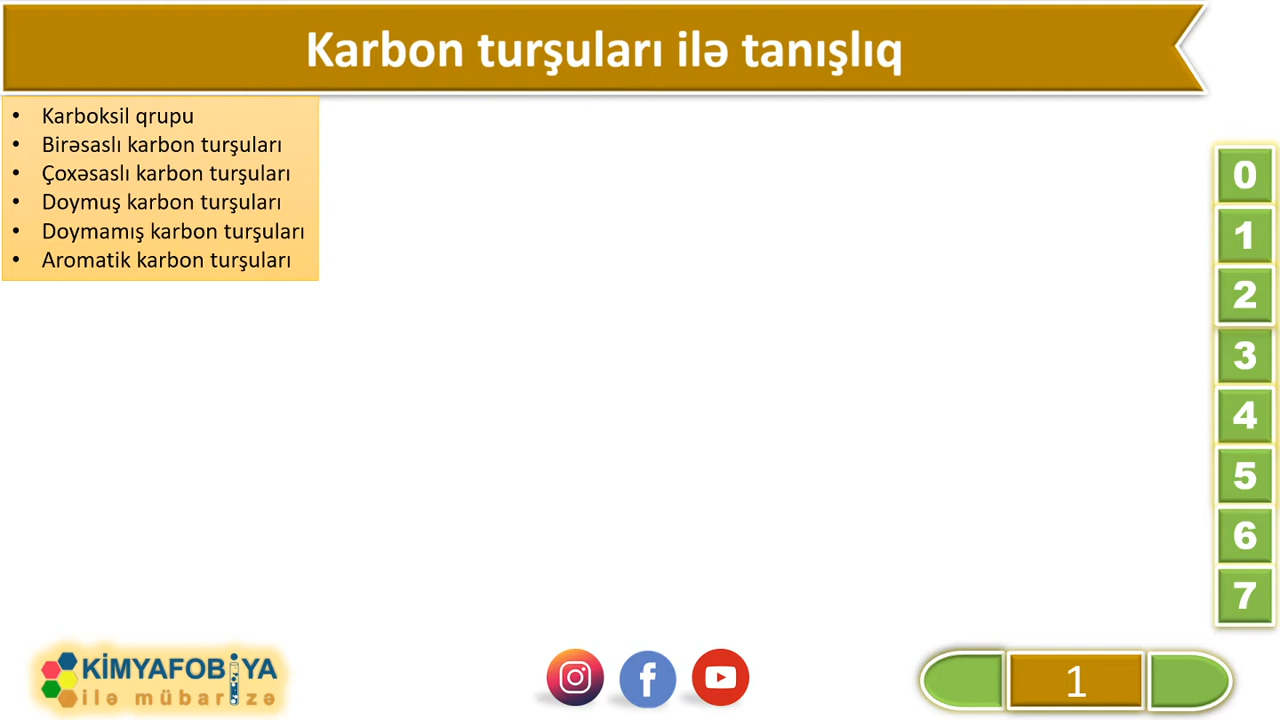 Karbon turşuları ilə tanışlıq
• Karboksil qrupu
• Birəsaslı karbon turşuları
• Çoxəsaslı karbon turşuları
• Doymuş karbon turşuları
• Doymamış karbon turşuları
• Aromatik karbon turşuları
0
1
2
3
4
5
6
7
KİMYAFOBİYA
ilə mübarizə
1